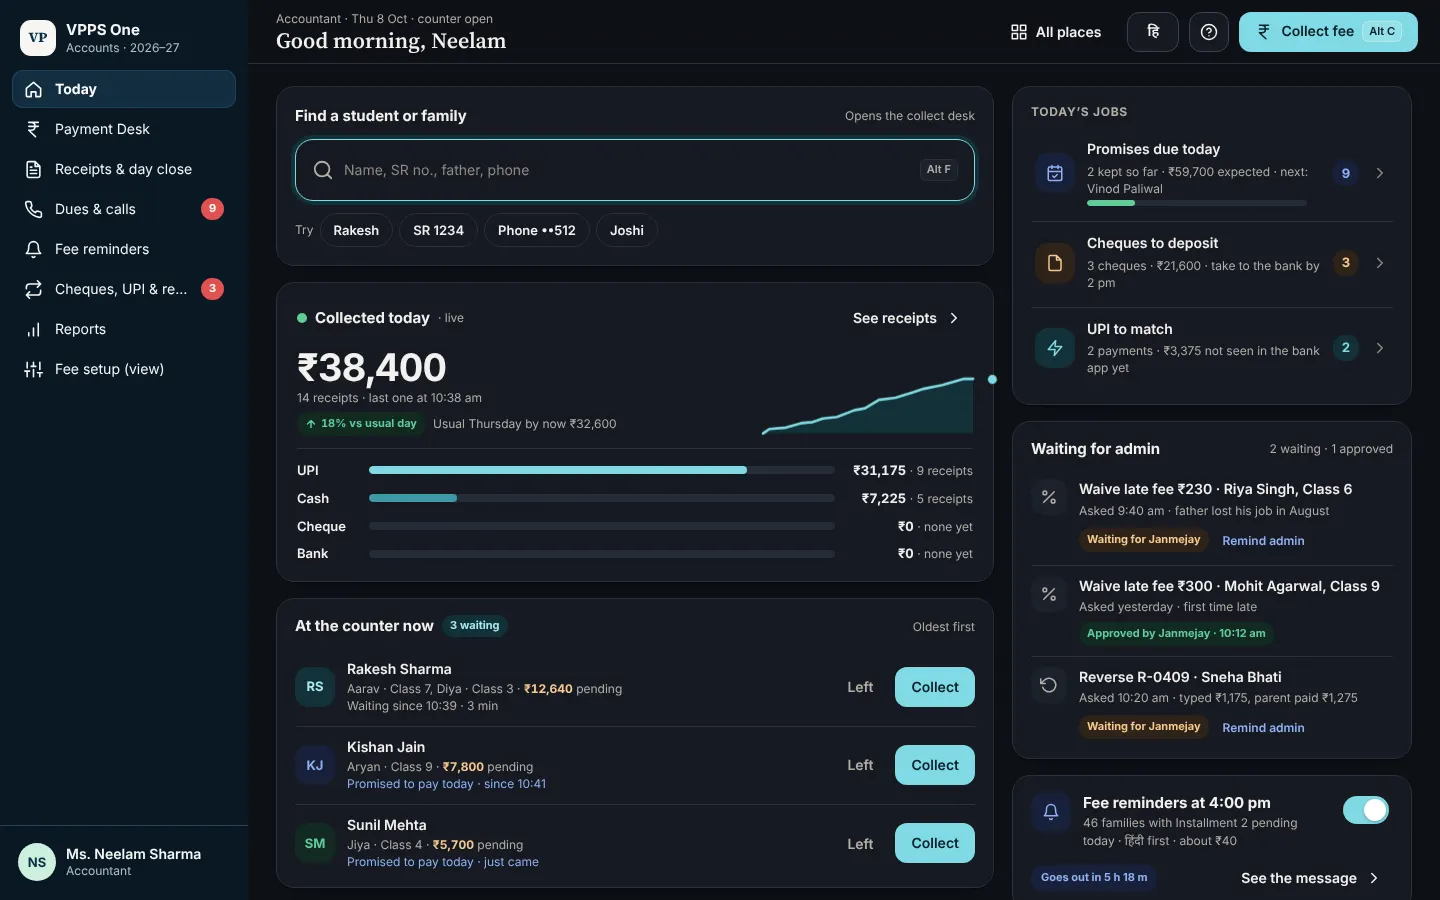 VP
VPPS One
Accounts · 2026–27
Today
Payment Desk
Receipts & day close
Dues & calls 9
Fee reminders
Cheques, UPI & re... 3
Reports
Fee setup (view)
NS
Ms. Neelam Sharma
Accountant
Accountant · Thu 8 Oct · counter open
Good morning, Neelam
All places
हिं
₹ Collect fee Alt C
Find a student or family
Opens the collect desk
Name, SR no., father, phone
Alt F
Try Rakesh SR 1234 Phone ••512 Joshi
Collected today · live
See receipts
₹38,400
14 receipts · last one at 10:38 am
↑ 18% vs usual day Usual Thursday by now ₹32,600
UPI ₹31,175 · 9 receipts
Cash ₹7,225 · 5 receipts
Cheque ₹0 · none yet
Bank ₹0 · none yet
At the counter now 3 waiting
Oldest first
RS
Rakesh Sharma
Aarav · Class 7, Diya · Class 3 · ₹12,640 pending
Waiting since 10:39 · 3 min
Left Collect
KJ
Kishan Jain
Aryan · Class 9 · ₹7,800 pending
Promised to pay today · since 10:41
Left Collect
SM
Sunil Mehta
Jiya · Class 4 · ₹5,700 pending
Promised to pay today · just came
Left Collect
TODAY'S JOBS
Promises due today
2 kept so far · ₹59,700 expected · next:
Vinod Paliwal
9
Cheques to deposit
3 cheques · ₹21,600 · take to the bank by
2 pm
3
UPI to match
2 payments · ₹3,375 not seen in the bank
app yet
2
Waiting for admin
2 waiting · 1 approved
Waive late fee ₹230 · Riya Singh, Class 6
Asked 9:40 am · father lost his job in August
Waiting for Janmejay Remind admin
Waive late fee ₹300 · Mohit Agarwal, Class 9
Asked yesterday · first time late
Approved by Janmejay · 10:12 am
Reverse R-0409 · Sneha Bhati
Asked 10:20 am · typed ₹1,175, parent paid ₹1,275
Waiting for Janmejay Remind admin
Fee reminders at 4:00 pm
46 families with Installment 2 pending
today · हिंदी first · about ₹40
Goes out in 5 h 18 m
See the message